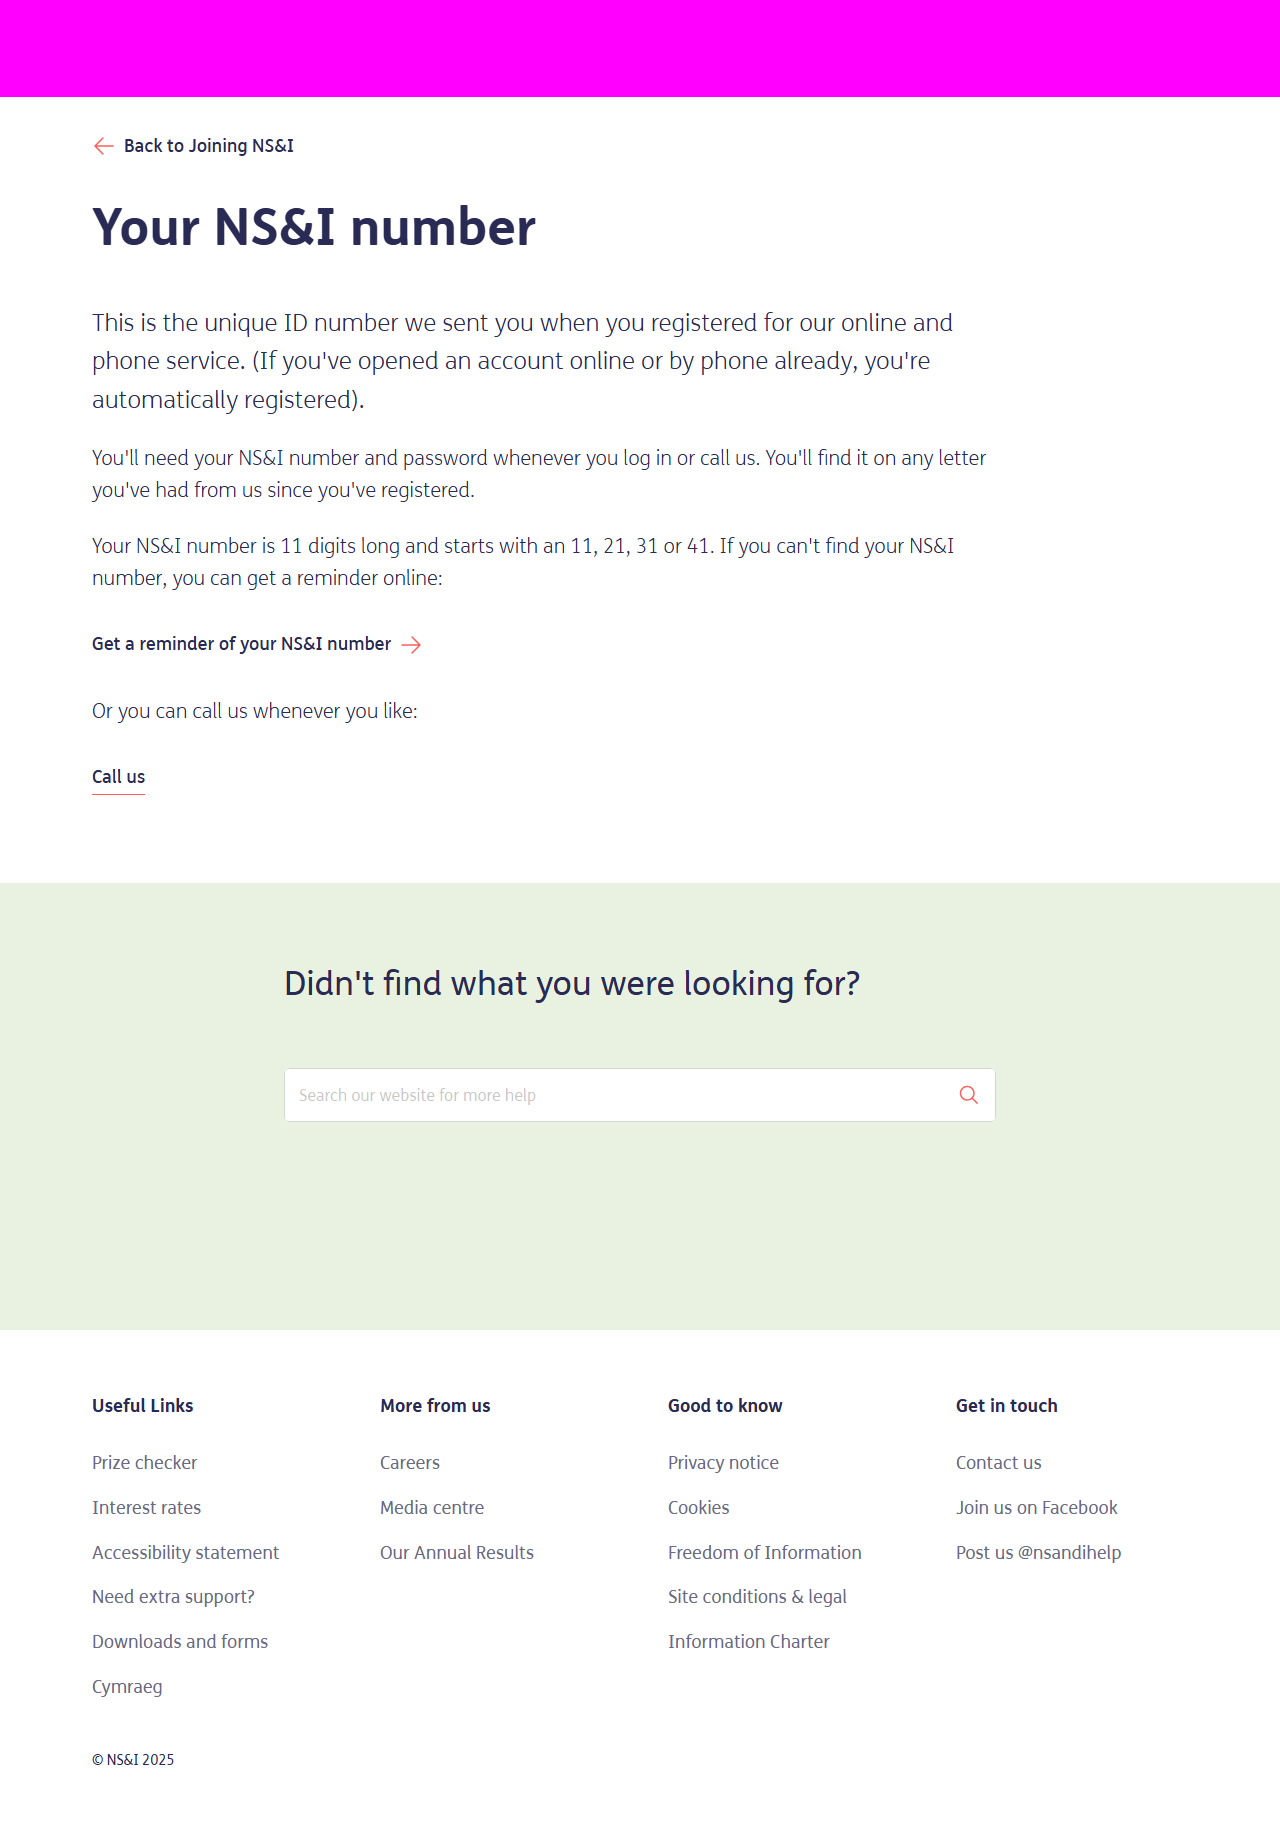 Back to Joining NS&I
Your NS&I number
This is the unique ID number we sent you when you registered for our online and
phone service. (If you've opened an account online or by phone already, you're
automatically registered).
You'll need your NS&I number and password whenever you log in or call us. You'll find it on any letter
you've had from us since you've registered.
Your NS&I number is 11 digits long and starts with an 11, 21, 31 or 41. If you can't find your NS&I
number, you can get a reminder online:
Get a reminder of your NS&I number
Or you can call us whenever you like:
Call us
Didn't find what you were looking for?
Search our website for more help
Useful Links
Prize checker
Interest rates
Accessibility statement
Need extra support?
Downloads and forms
Cymraeg
More from us
Careers
Media centre
Our Annual Results
Good to know
Privacy notice
Cookies
Freedom of Information
Site conditions & legal
Information Charter
Get in touch
Contact us
Join us on Facebook
Post us @nsandihelp
© NS&I 2025